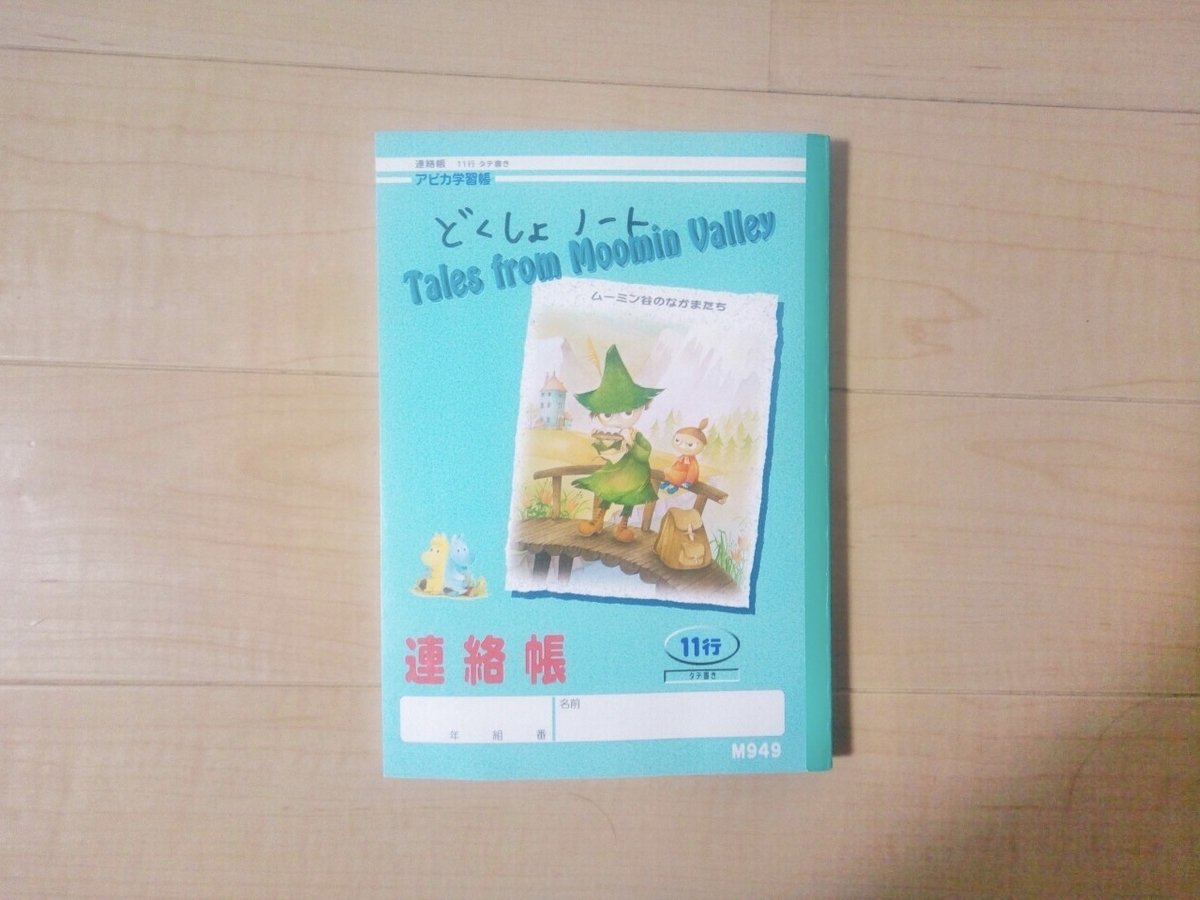 連絡帳 11行 タテ書き
アピカ学習帳
どくしょ ノート
Tales from Moomin Valley
ムーミン谷のなかまたち
連絡帳
11行
タテ書き
年 組 番 名前
M949